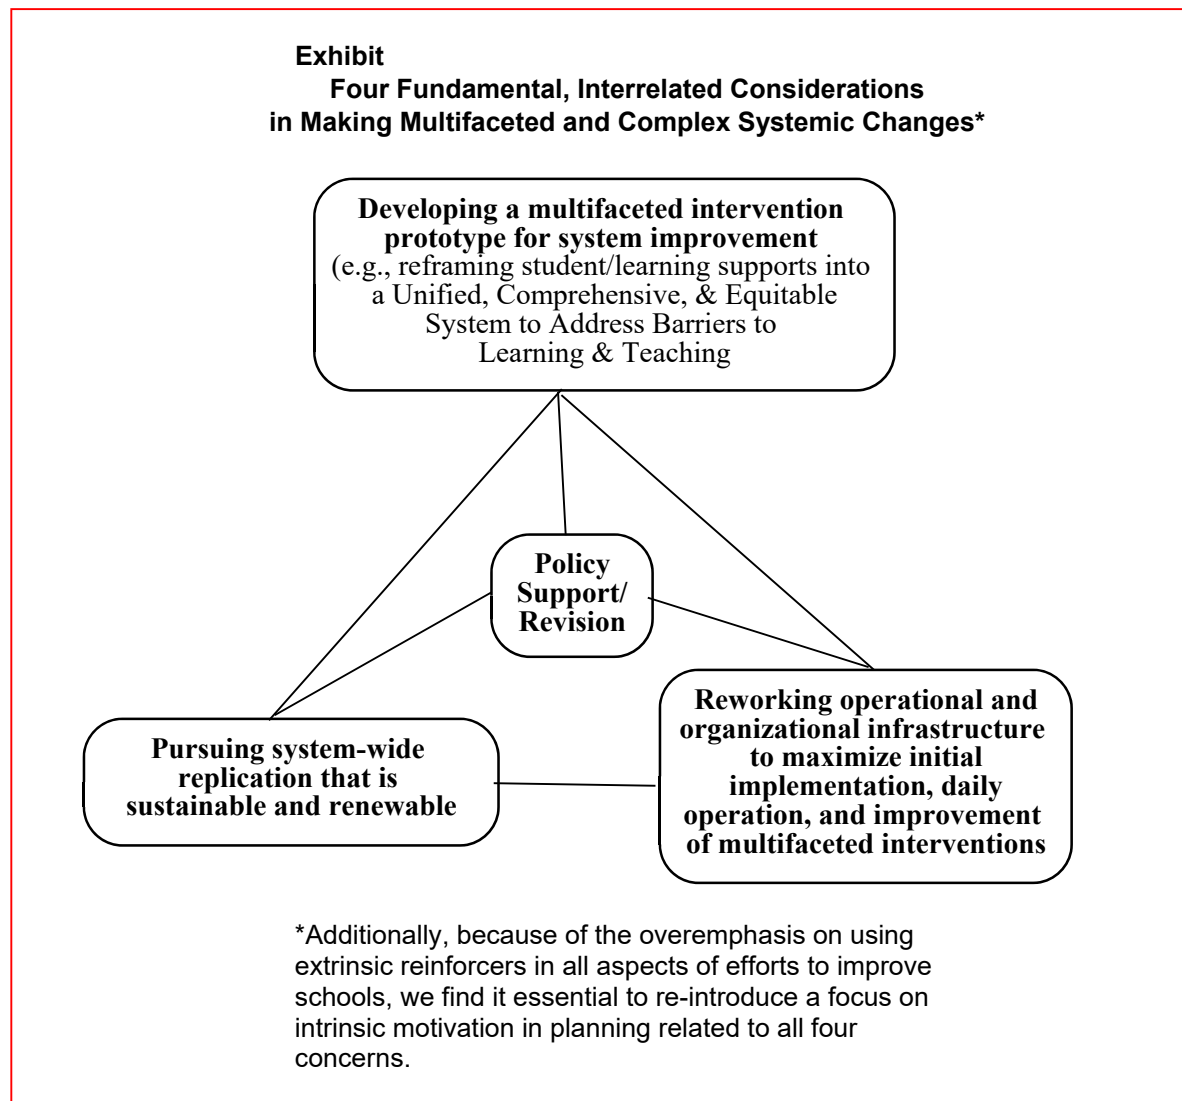 Exhibit
Four Fundamental, Interrelated Considerations
in Making Multifaceted and Complex Systemic Changes*
Developing a multifaceted intervention
prototype for system improvement
(e.g., reframing student/learning supports into
a Unified, Comprehensive, & Equitable
System to Address Barriers to
Learning & Teaching
Policy
Support/
Revision
Pursuing system-wide
replication that is
sustainable and renewable
Reworking operational and
organizational infrastructure
to maximize initial
implementation, daily
operation, and improvement
of multifaceted interventions
*Additionally, because of the overemphasis on using
extrinsic reinforcers in all aspects of efforts to improve
schools, we find it essential to re-introduce a focus on
intrinsic motivation in planning related to all four
concerns.